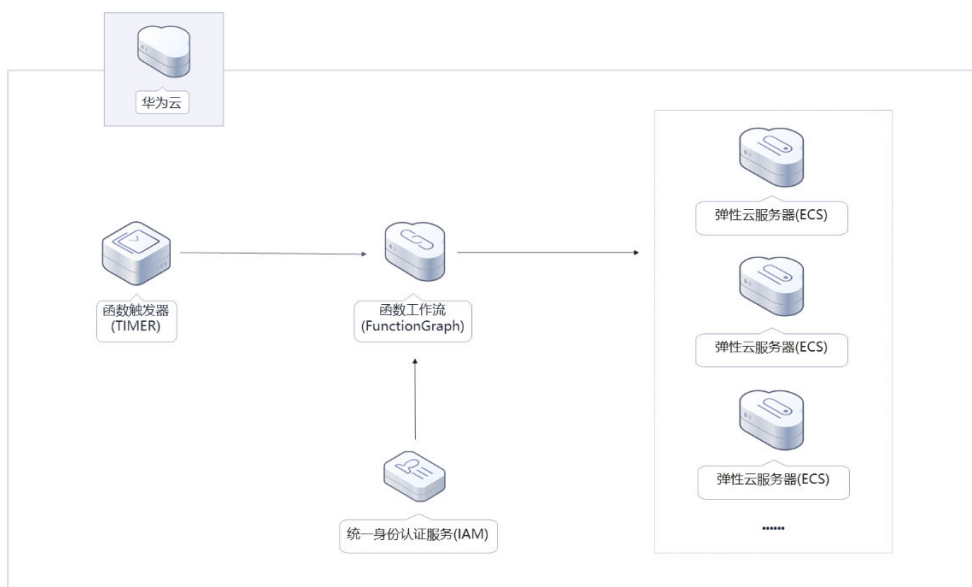 华为云
函数触发器
(TIMER)
函数工作流
(FunctionGraph)
统一身份认证服务(IAM)
弹性云服务器(ECS)
弹性云服务器(ECS)
弹性云服务器(ECS)
······